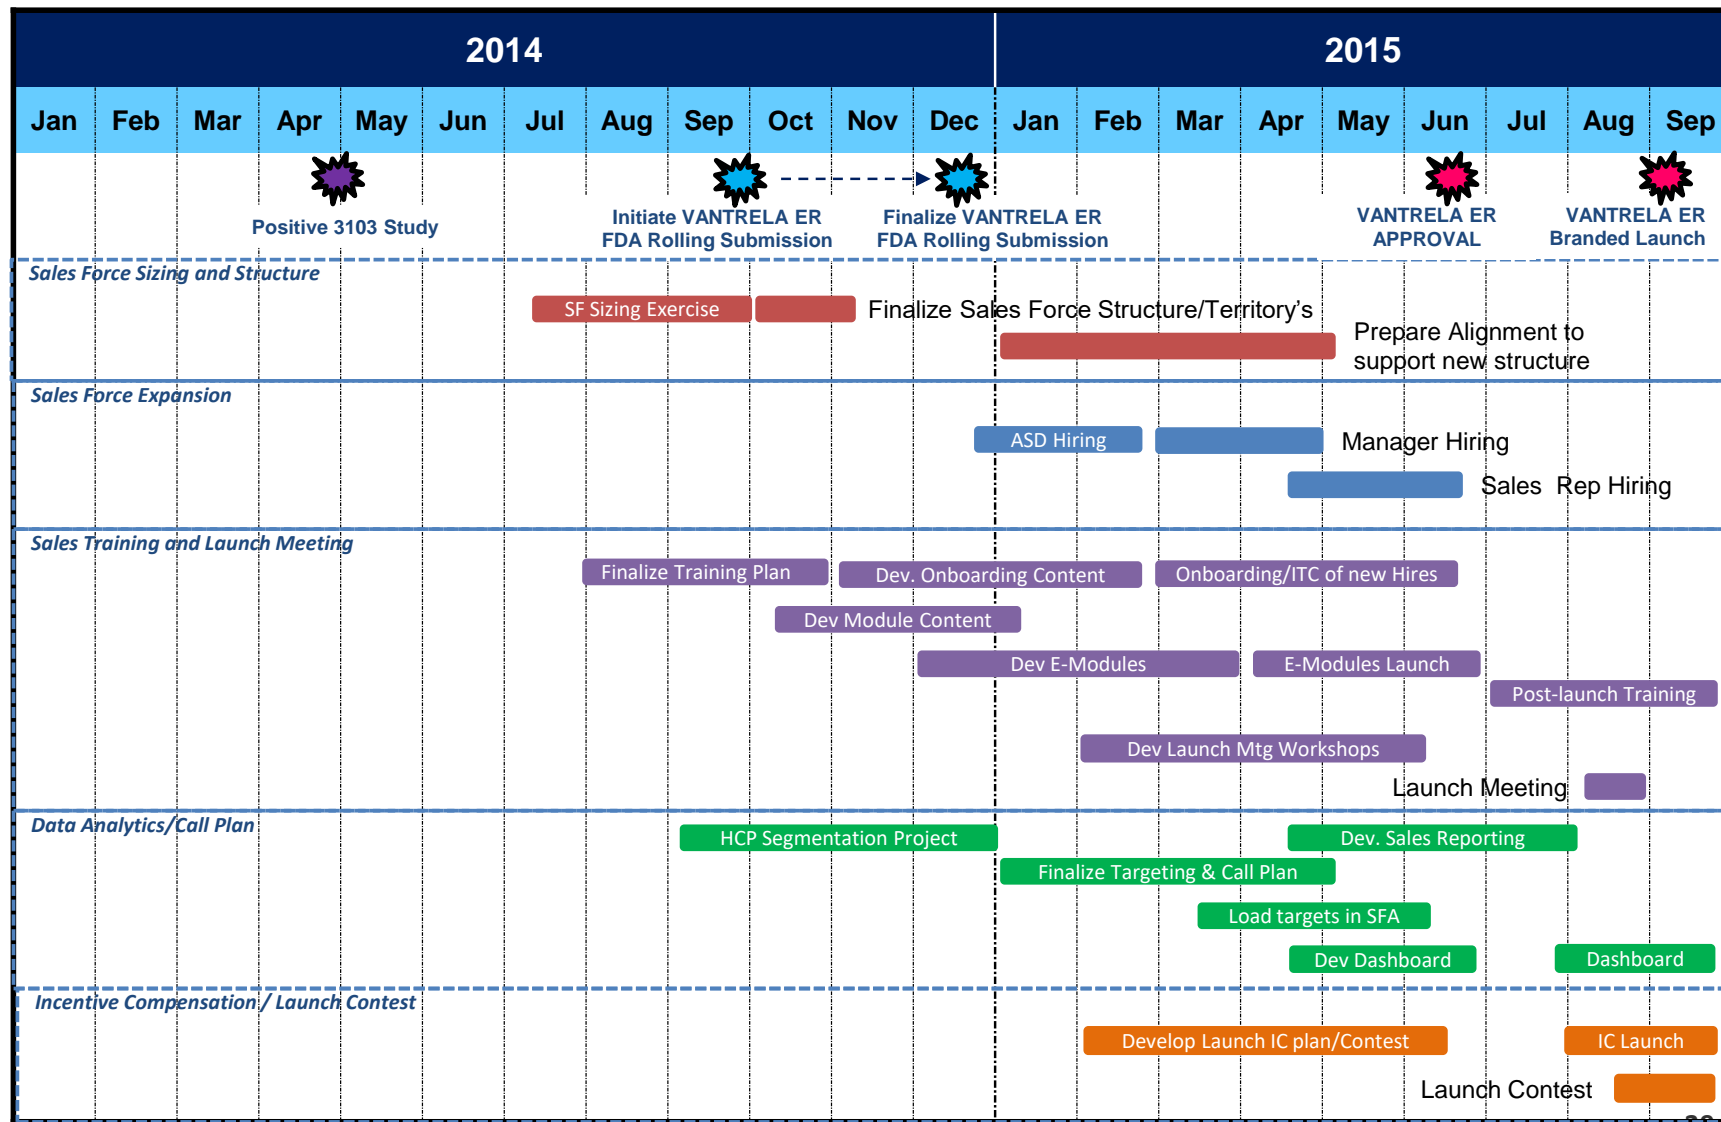 2014
2015
Jan Feb Mar Apr May Jun Jul Aug Sep Oct Nov Dec Jan Feb Mar Apr May Jun Jul Aug Sep
Positive 3103 Study
Initiate VANTRELA ER
FDA Rolling Submission
Finalize VANTRELA ER
FDA Rolling Submission
VANTRELA ER
APPROVAL
VANTRELA ER
Branded Launch
Sales Force Sizing and Structure
SF Sizing Exercise
Finalize Sales Force Structure/Territory's
Prepare Alignment to
support new structure
Sales Force Expansion
ASD Hiring
Manager Hiring
Sales Rep Hiring
Sales Training and Launch Meeting
Finalize Training Plan
Dev. Onboarding Content
Onboarding/ITC of new Hires
Dev Module Content
Dev E-Modules
E-Modules Launch
Post-launch Training
Dev Launch Mtg Workshops
Launch Meeting
Data Analytics/Call Plan
HCP Segmentation Project
Dev. Sales Reporting
Finalize Targeting & Call Plan
Load targets in SFA
Dev Dashboard
Dashboard
Incentive Compensation / Launch Contest
Develop Launch IC plan/Contest
IC Launch
Launch Contest